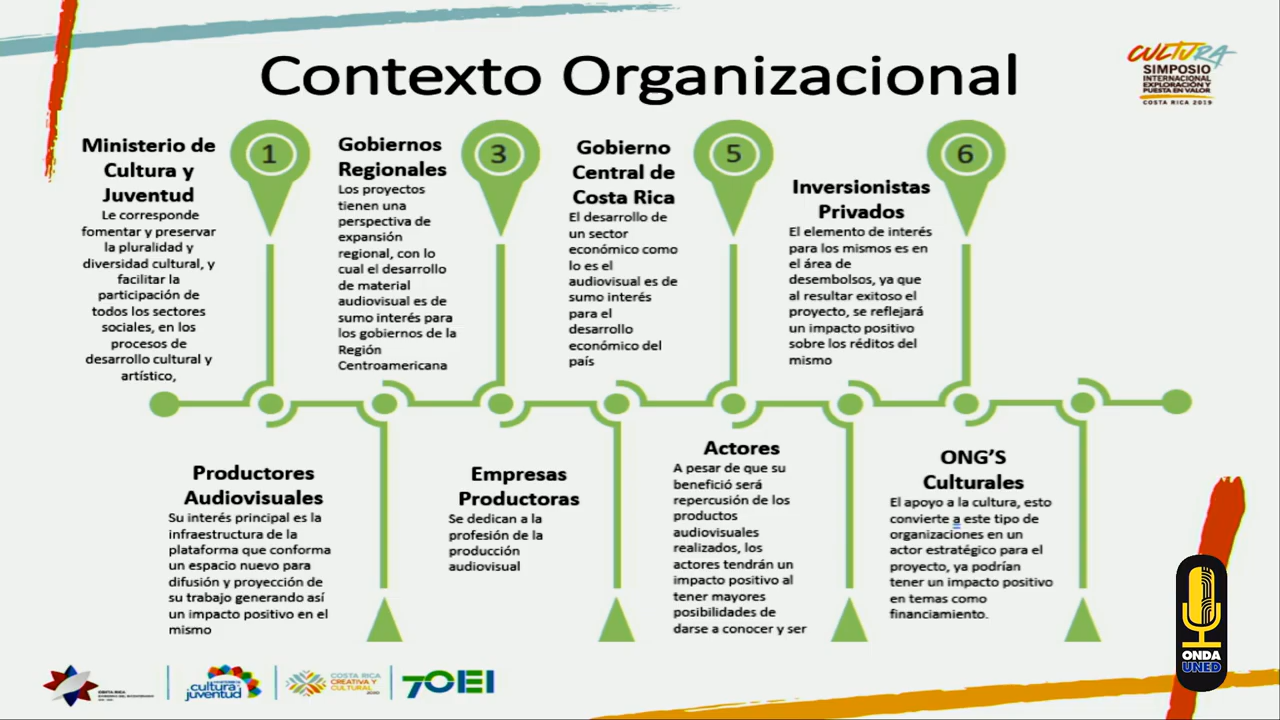 Contexto Organizacional
CULTURA
SIMPOSIO
INTERNACIONAL
EXPLORACIÓN Y
PUESTA EN VALOR
COSTA RICA 2019
Ministerio de
Cultura y
Juventud
Le corresponde
fomentar y preservar
la pluralidad y
diversidad cultural, y
facilitar la
participación de
todos los sectores
sociales, en los
procesos de
desarrollo cultural y
artístico,
1
Gobiernos
Regionales
Los proyectos
tienen una
perspectiva de
expansión
regional, con lo
cual el desarrollo
de material
audiovisual es de
sumo interés para
los gobiernos de la
Región
Centroamericana
3
Gobierno
Central de
Costa Rica
El desarrollo de
un sector
económico como
lo es el
audiovisual es de
sumo interés
para el
desarrollo
económico del
país
5
Inversionistas
Privados
El elemento de interés
para los mismos es en
el área de
desembolsos, ya que
al resultar exitoso el
proyecto, se reflejará
un impacto positivo
sobre los réditos del
mismo
6
Productores
Audiovisuales
Su interés principal es la
infraestructura de la
plataforma que conforma
un espacio nuevo para
difusión y proyección de
su trabajo generando así
un impacto positivo en el
mismo
Empresas
Productoras
Se dedican a la
profesión de la
producción
audiovisual
Actores
A pesar de que su
benefició será
repercusión de los
productos
audiovisuales
realizados, los
actores tendrán un
impacto positivo al
tener mayores
posibilidades de
darse a conocer y ser
ONG'S
Culturales
El apoyo a la cultura, esto
convierte a este tipo de
organizaciones en un
actor estratégico para el
proyecto, ya podrían
tener un impacto positivo
en temas como
financiamiento.
COSTA RICA
cultura y
juventud
COSTA RICA
CREATIVA Y
CULTURAL
70EI
ONDA
UNED